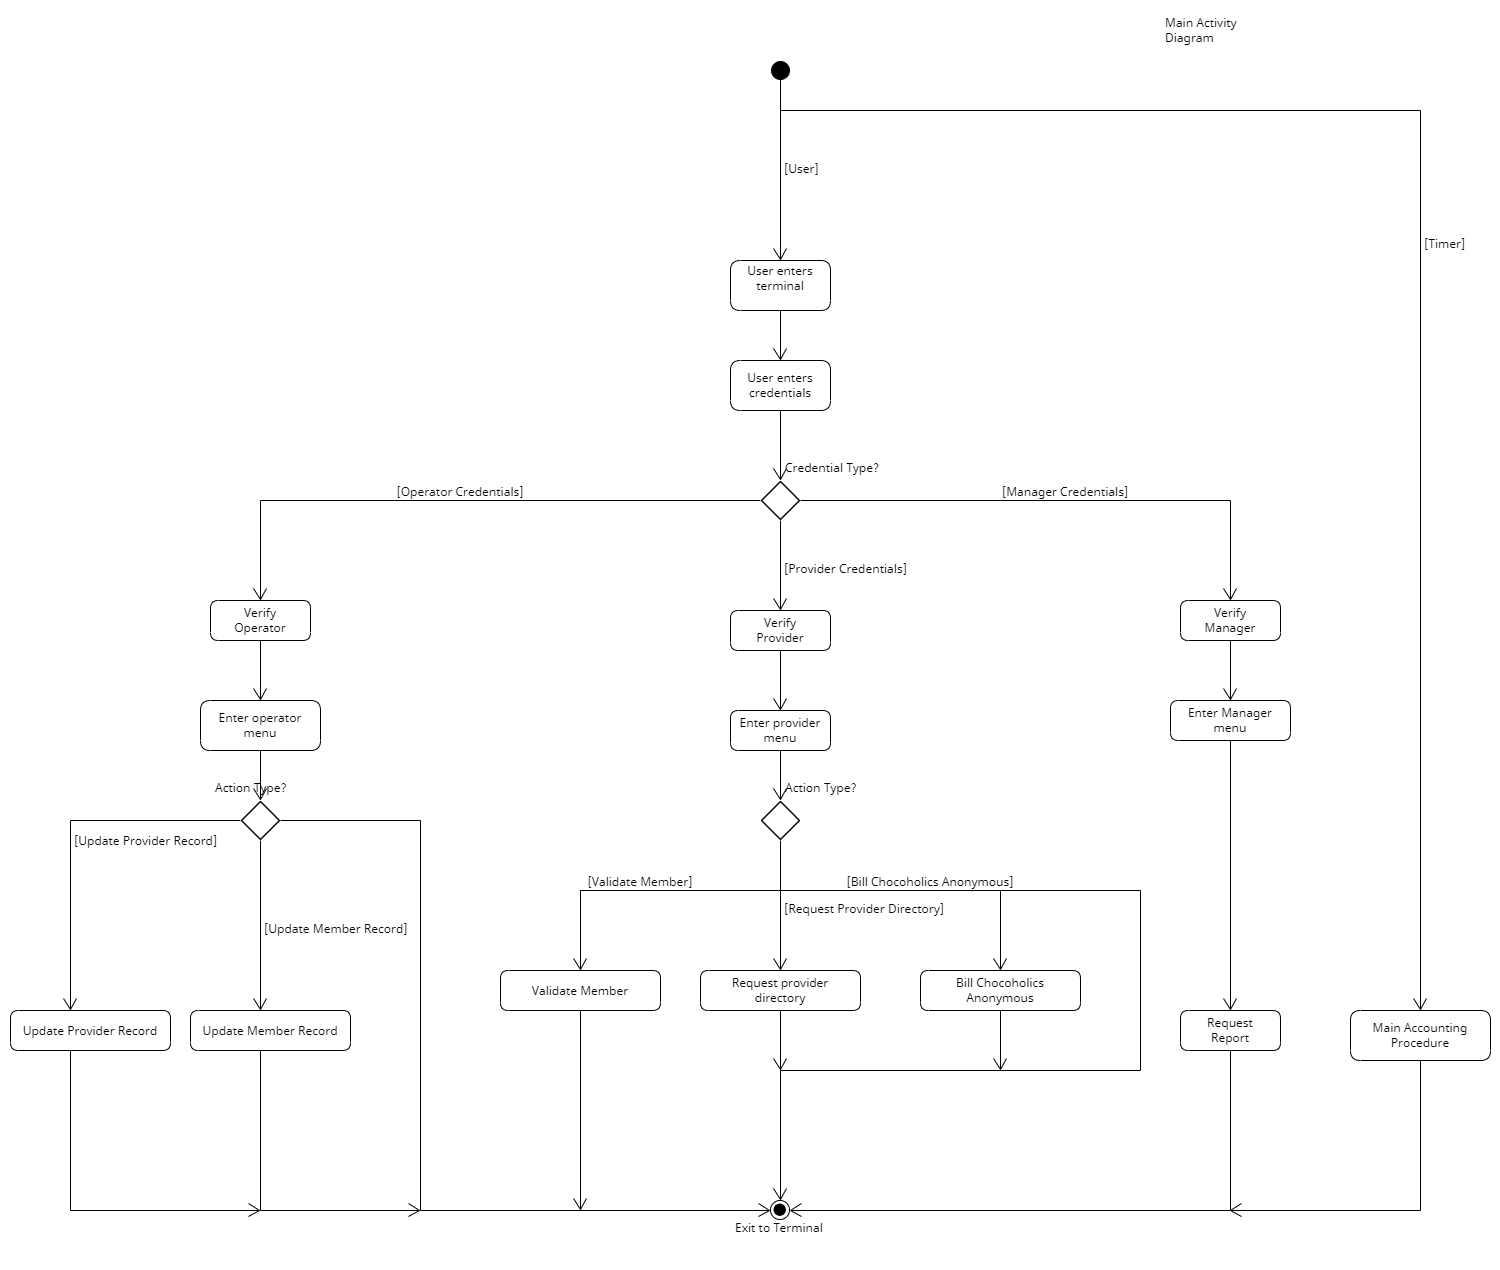 Main Activity
Diagram
[User]
[Timer]
User enters
terminal
User enters
credentials
Credential Type?
[Operator Credentials]
[Manager Credentials]
[Provider Credentials]
Verify
Operator
Verify
Provider
Verify
Manager
Enter operator
menu
Enter provider
menu
Enter Manager
menu
Action Type?
Action Type?
[Update Provider Record]
[Validate Member]
[Bill Chocoholics Anonymous]
[Request Provider Directory]
[Update Member Record]
Validate Member
Request provider
directory
Bill Chocoholics
Anonymous
Update Provider Record
Update Member Record
Request
Report
Main Accounting
Procedure
Exit to Terminal